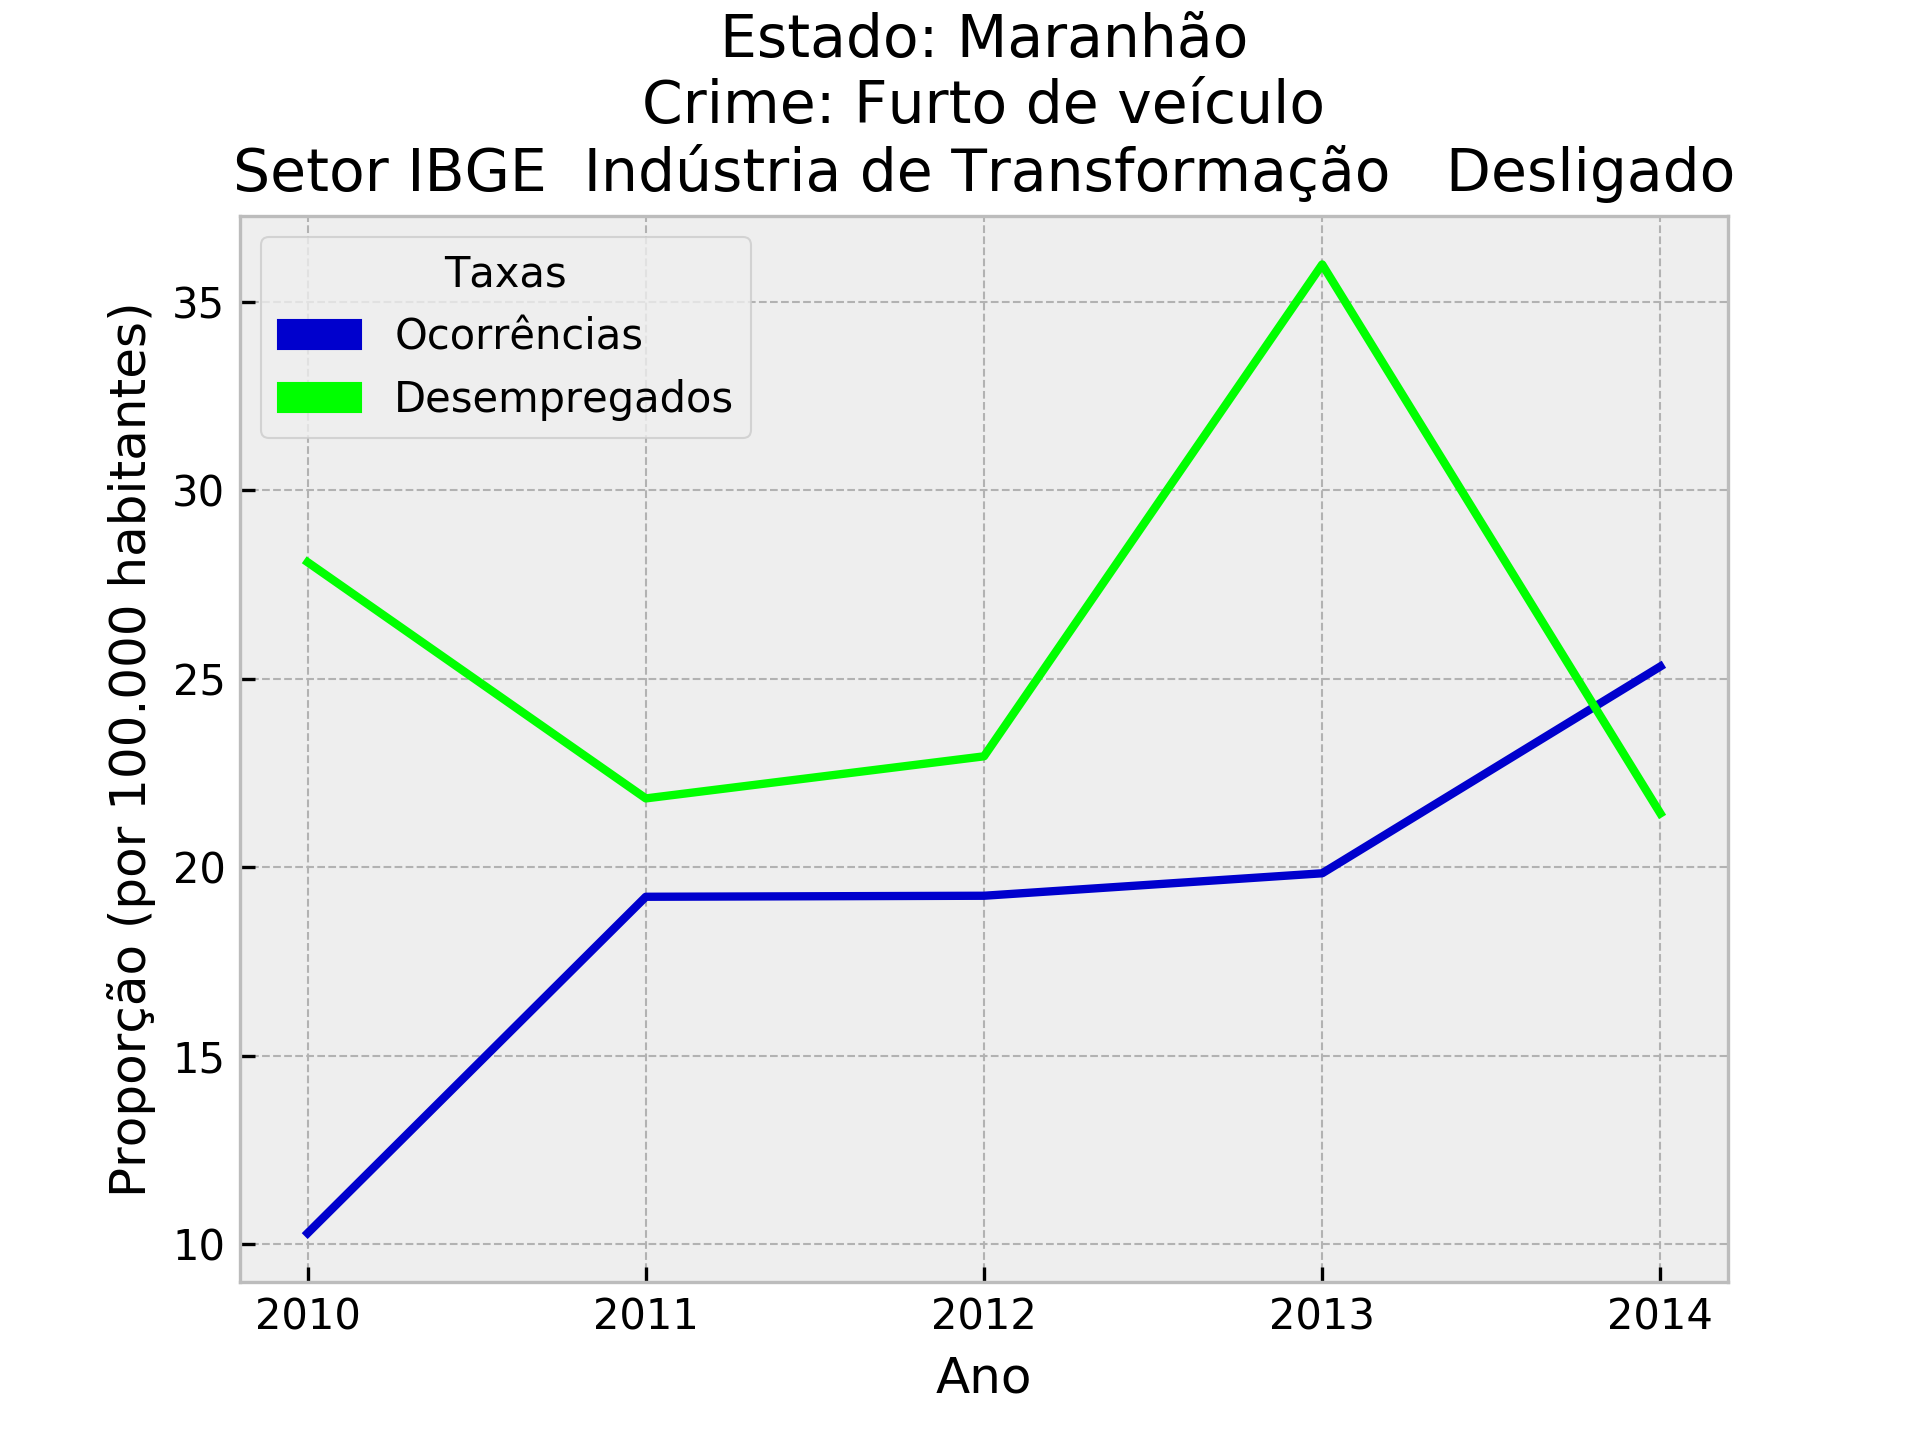 Estado: Maranhão
Crime: Furto de veículo
Setor IBGE  Indústria de Transformação   Desligado
Taxas
Ocorrências
Desempregados
Proporção (por 100.000 habitantes)
35
30
25
20
15
10
2010 2011 2012 2013 2014
Ano